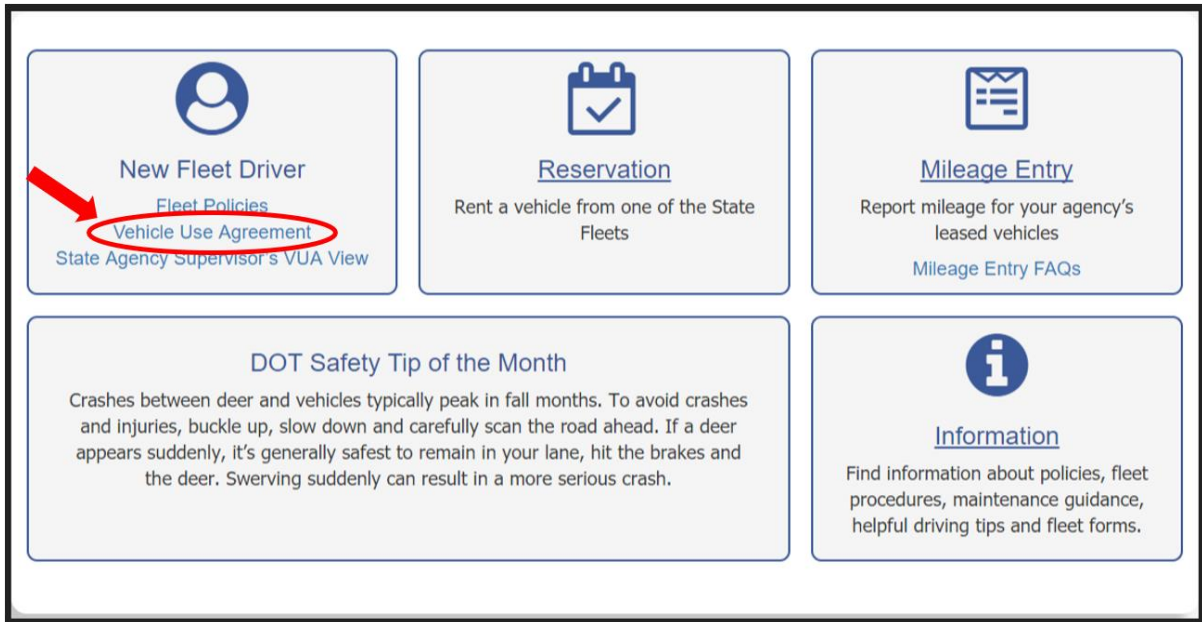 New Fleet Driver
Fleet Policies
Vehicle Use Agreement
State Agency Supervisor's VUA View
Reservation
Rent a vehicle from one of the State
Fleets
Mileage Entry
Report mileage for your agency's
leased vehicles
Mileage Entry FAQs
DOT Safety Tip of the Month
Crashes between deer and vehicles typically peak in fall months. To avoid crashes
and injuries, buckle up, slow down and carefully scan the road ahead. If a deer
appears suddenly, it's generally safest to remain in your lane, hit the brakes and
the deer. Swerving suddenly can result in a more serious crash.
Information
Find information about policies, fleet
procedures, maintenance guidance,
helpful driving tips and fleet forms.